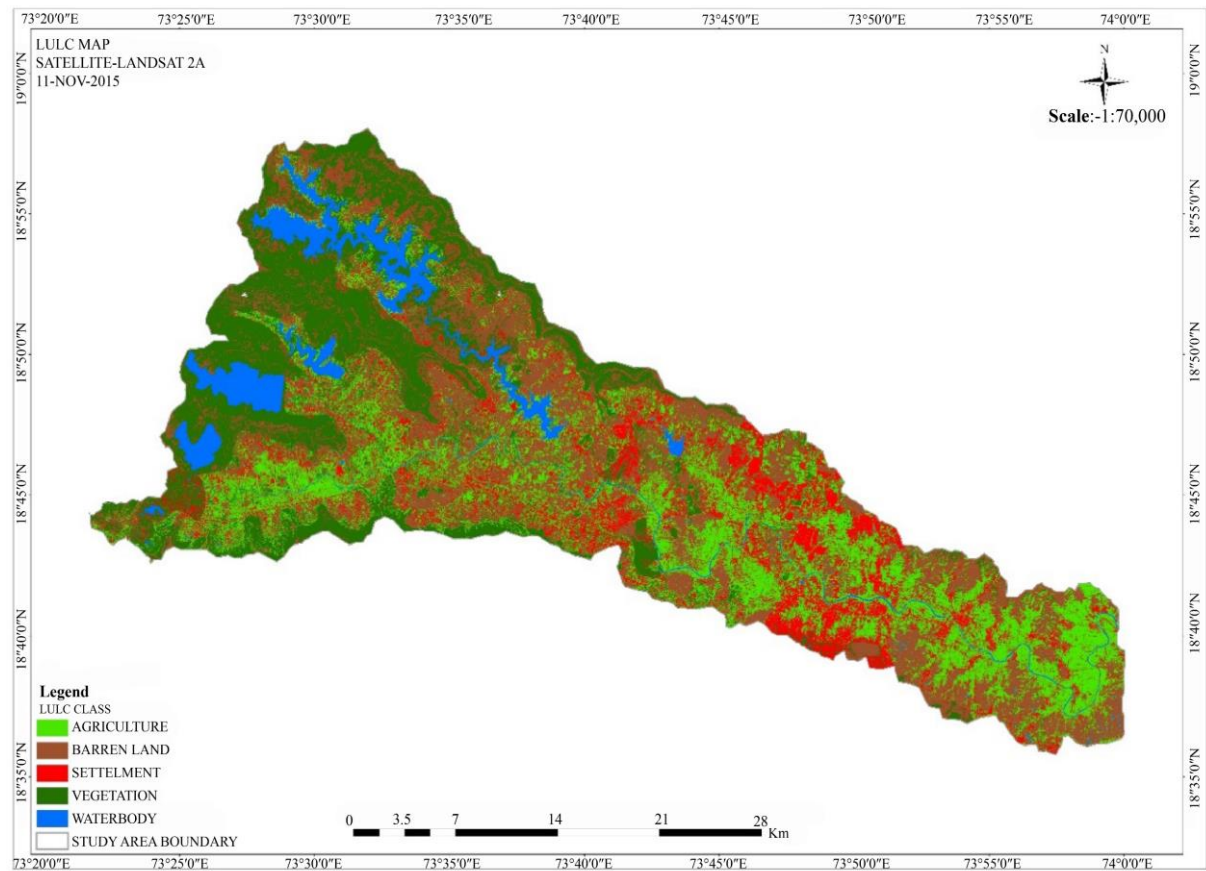 73°20'0"E 73°25'0"E 73°30'0"E 73°35'0"E 73°40'0"E 73°45'0"E 73°50'0"E 73°55'0"E 74°0'0"E
LULC MAP
SATELLITE-LANDSAT 2A
11-NOV-2015
N
Scale:-1:70,000
19°0'0"N
18°55'0"N
18°50'0"N
18°45'0"N
18°40'0"N
18°35'0"N
19°0'0"N
18°55'0"N
18°50'0"N
18°45'0"N
18°40'0"N
18°35'0"N
Legend
LULC CLASS
AGRICULTURE
BARREN LAND
SETTELMENT
VEGETATION
WATERBODY
STUDY AREA BOUNDARY
0 3.5 7 14 21 28
Km
73°20'0"E 73°25'0"E 73°30'0"E 73°35'0"E 73°40'0"E 73°45'0"E 73°50'0"E 73°55'0"E 74°0'0"E